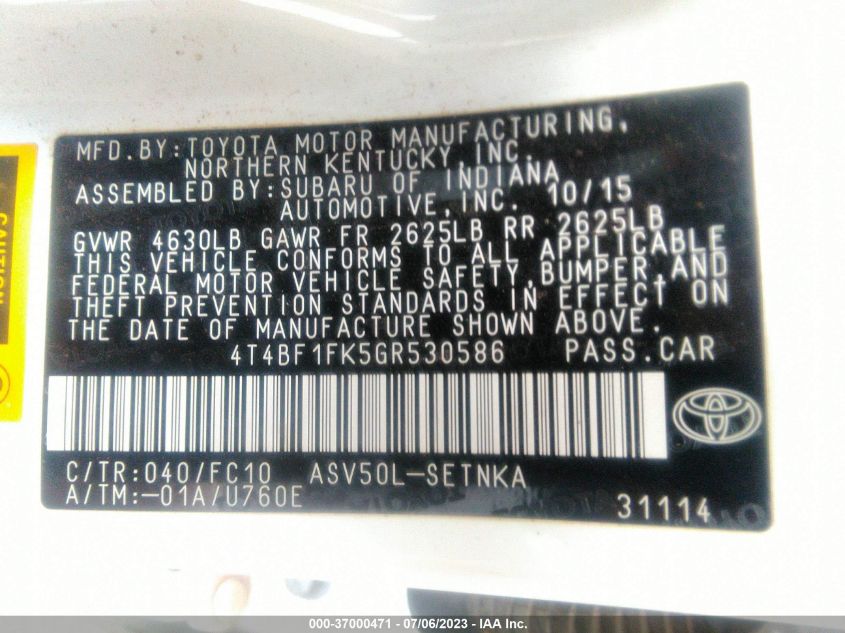 CAUTION
MFD.BY:TOYOTA MOTOR MANUFACTURING,
NORTHERN KENTUCKY,INC.
ASSEMBLED BY:SUBARU OF INDIANA
AUTOMOTIVE,INC. 10/15
GVWR 4630LB GAWR FR 2625LB RR 2625LB
THIS VEHICLE CONFORMS TO ALL APPLICABLE
FEDERAL MOTOR VEHICLE SAFETY,BUMPER,AND
THEFT PREVENTION STANDARDS IN EFFECT ON
THE DATE OF MANUFACTURE SHOWN ABOVE.
4T4BF1FK5GR530586 PASS.CAR
C/TR:040/FC10 ASV50L-SETNKA
A/TM:-01A/U760E
31114
000-37000471 - 07/06/2023 - IAA Inc.